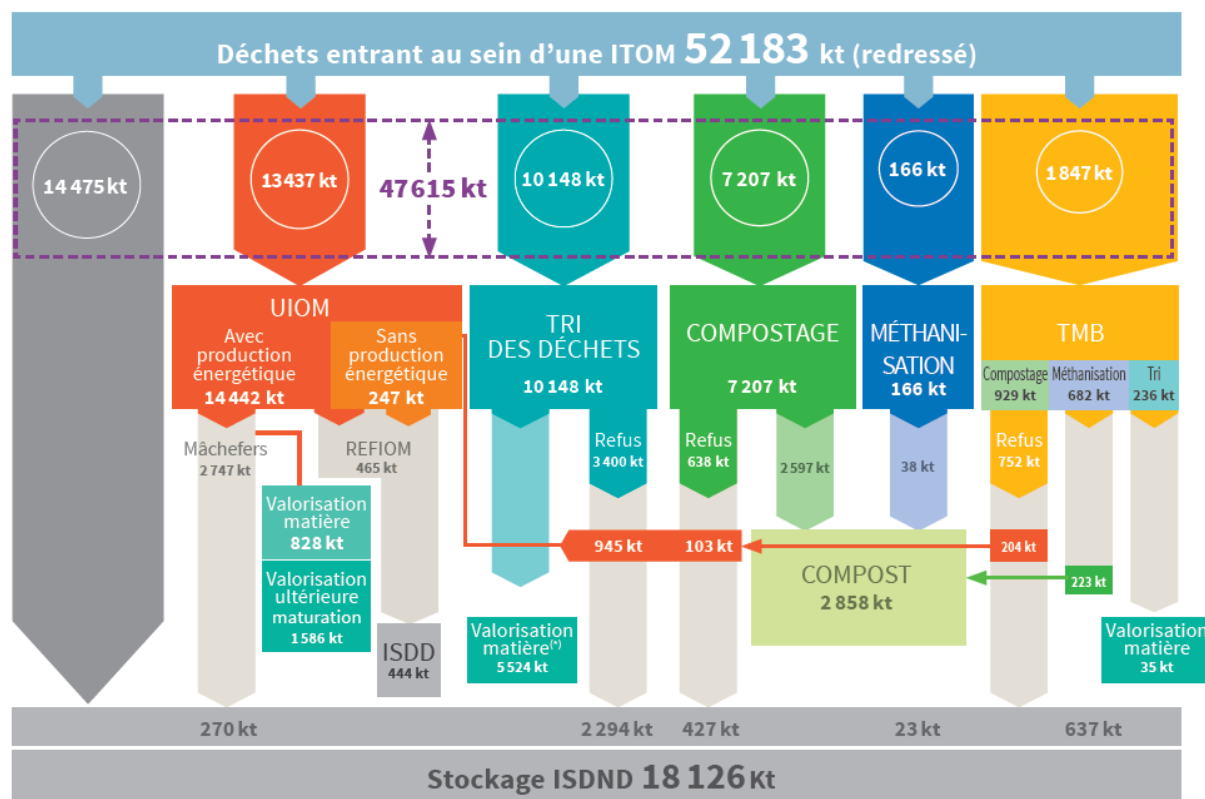 Déchets entrant au sein d’une ITOM 52 183 kt (redressé)
14 475 kt
13 437 kt
47 615 kt
10 148 kt
7 207 kt
166 kt
1 847 kt
UIOM
Avec
production
énergétique
14 442 kt
Sans
production
énergétique
247 kt
TRI
DES DÉCHETS
10 148 kt
COMPOSTAGE
7 207 kt
MÉTHANI-
SATION
166 kt
TMB
Compostage
929 kt
Méthanisation
682 kt
Tri
236 kt
Mâchefers
2 747 kt
REFIOM
465 kt
Refus
3 400 kt
Refus
638 kt
2 597 kt
38 kt
Refus
752 kt
Valorisation
matière
828 kt
Valorisation
ultérieure
maturation
1 586 kt
945 kt
103 kt
204 kt
COMPOST
2 858 kt
223 kt
ISDD
444 kt
Valorisation
matière(*)
5 524 kt
Valorisation
matière
35 kt
270 kt
2 294 kt
427 kt
23 kt
637 kt
Stockage ISDND 18 126 Kt